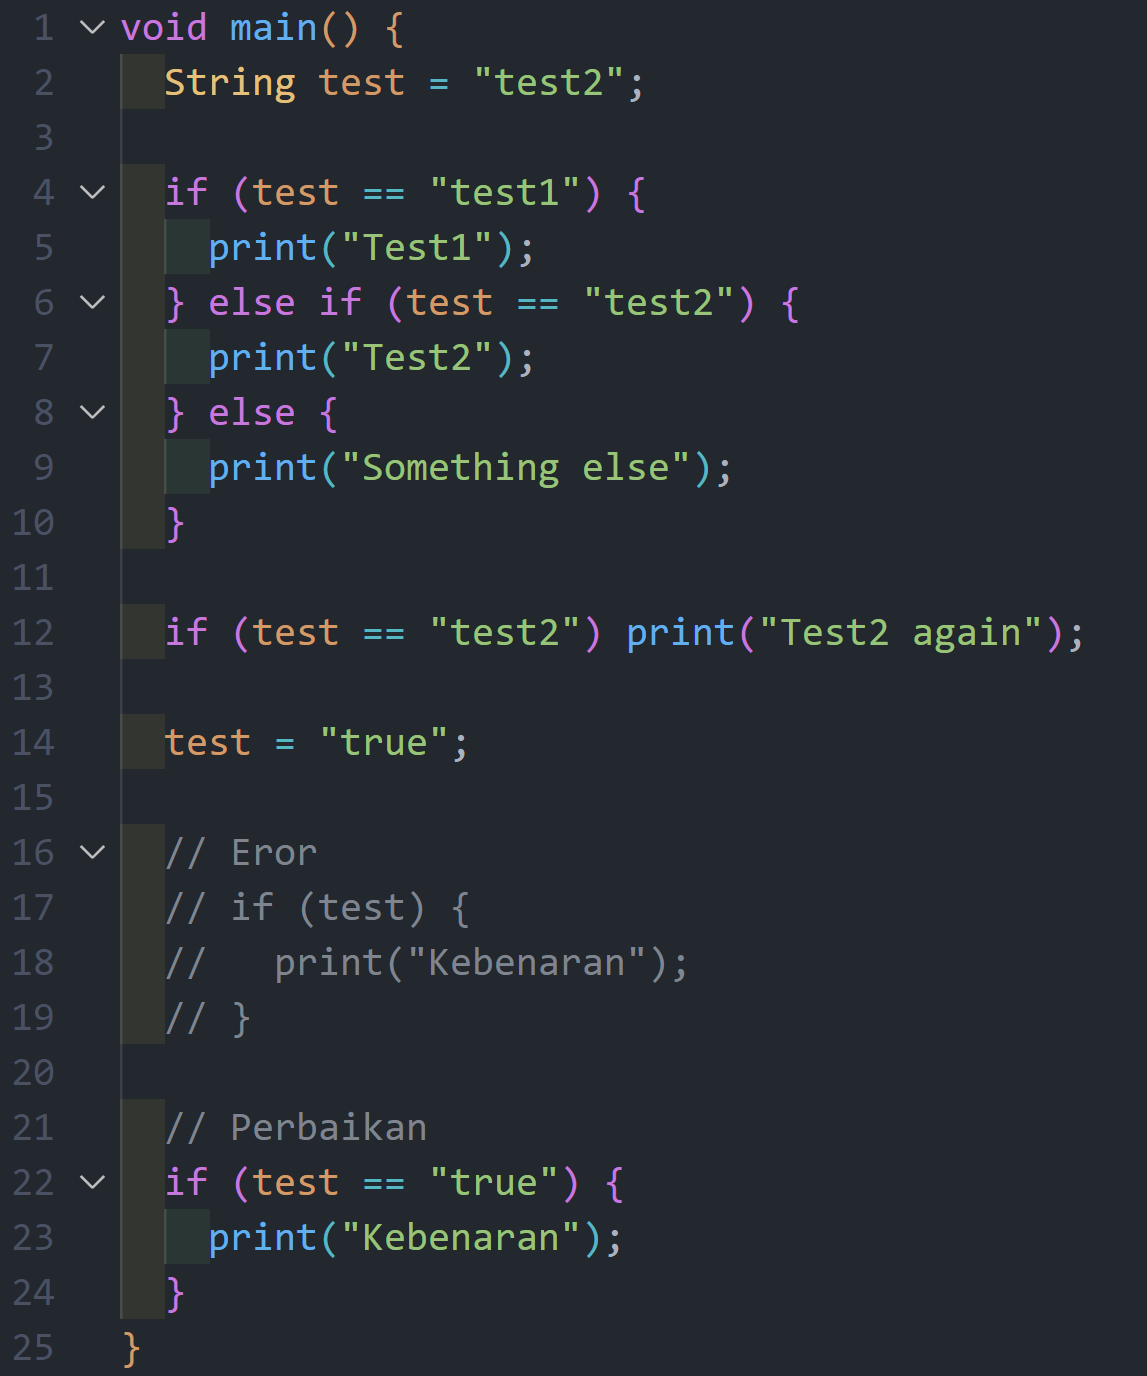 1 void main() {
2   String test = "test2";
3
4   if (test == "test1") {
5     print("Test1");
6   } else if (test == "test2") {
7     print("Test2");
8   } else {
9     print("Something else");
10   }
11
12   if (test == "test2") print("Test2 again");
13
14   test = "true";
15
16   // Eror
17   // if (test) {
18   //   print("Kebenaran");
19   // }
20
21   // Perbaikan
22   if (test == "true") {
23     print("Kebenaran");
24   }
25 }